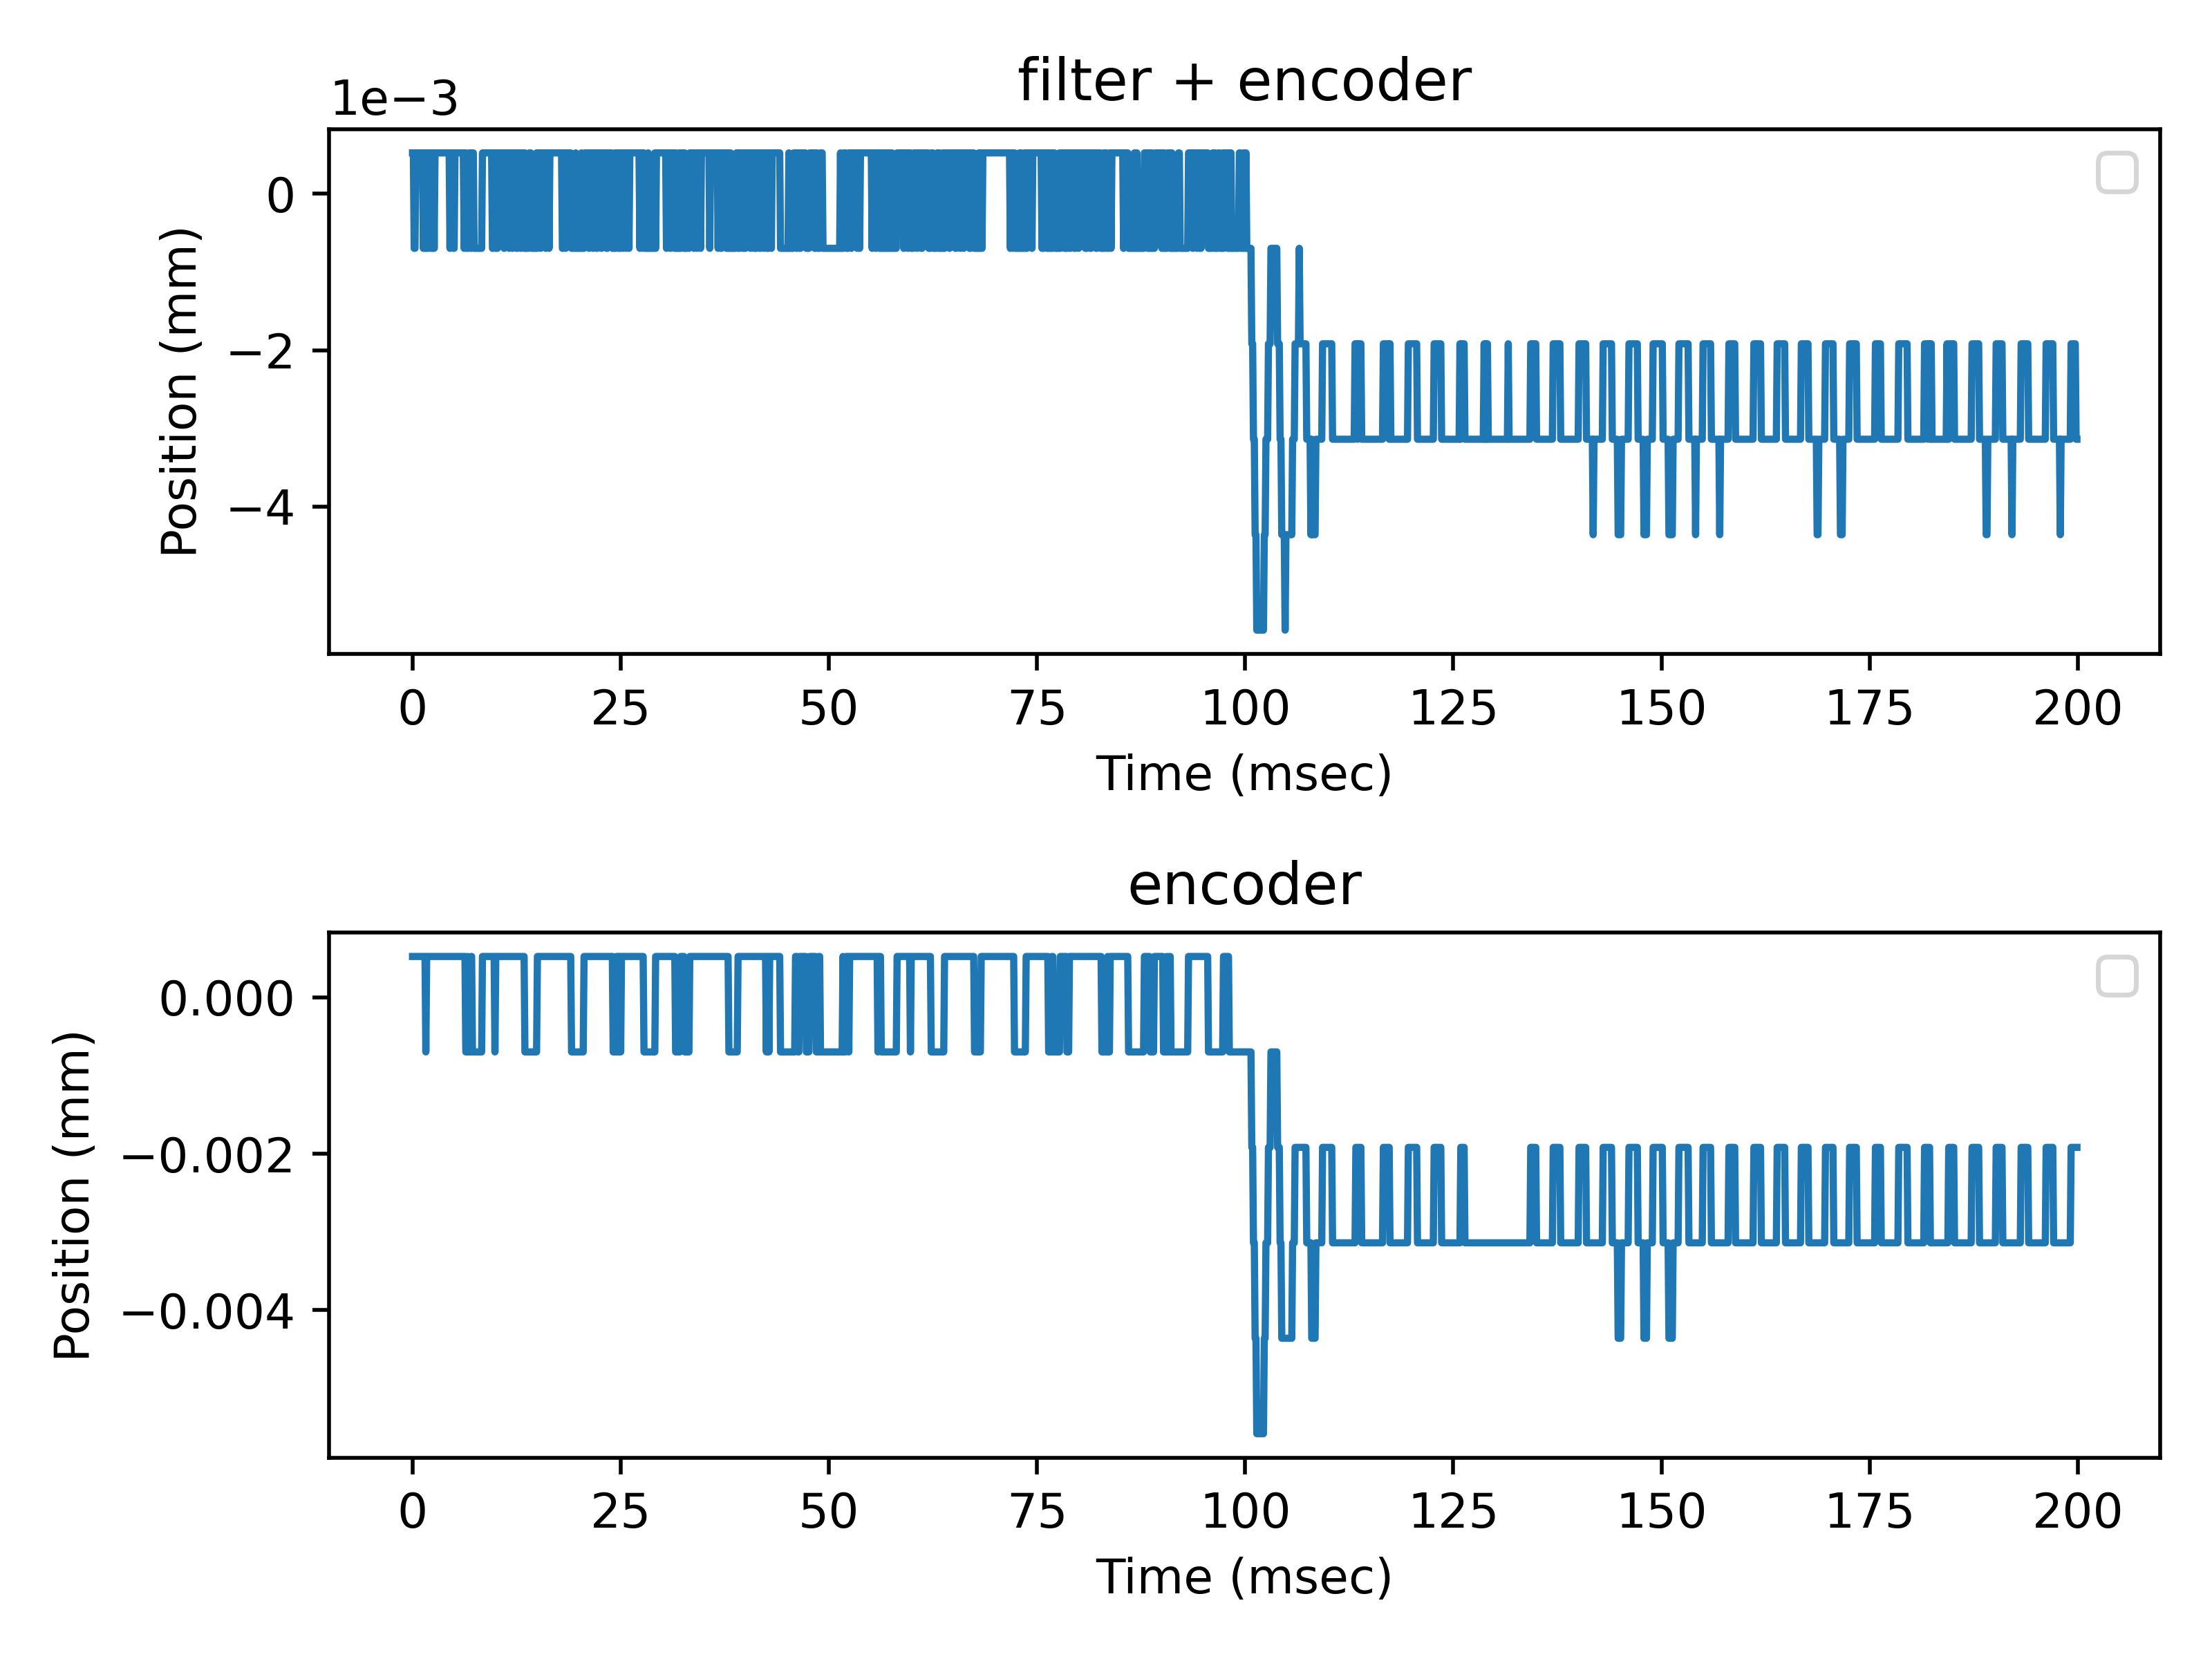 filter + encoder
1e−3
0
−2
−4
Position (mm)
0 25 50 75 100 125 150 175 200
Time (msec)
encoder
0.000
−0.002
−0.004
Position (mm)
0 25 50 75 100 125 150 175 200
Time (msec)